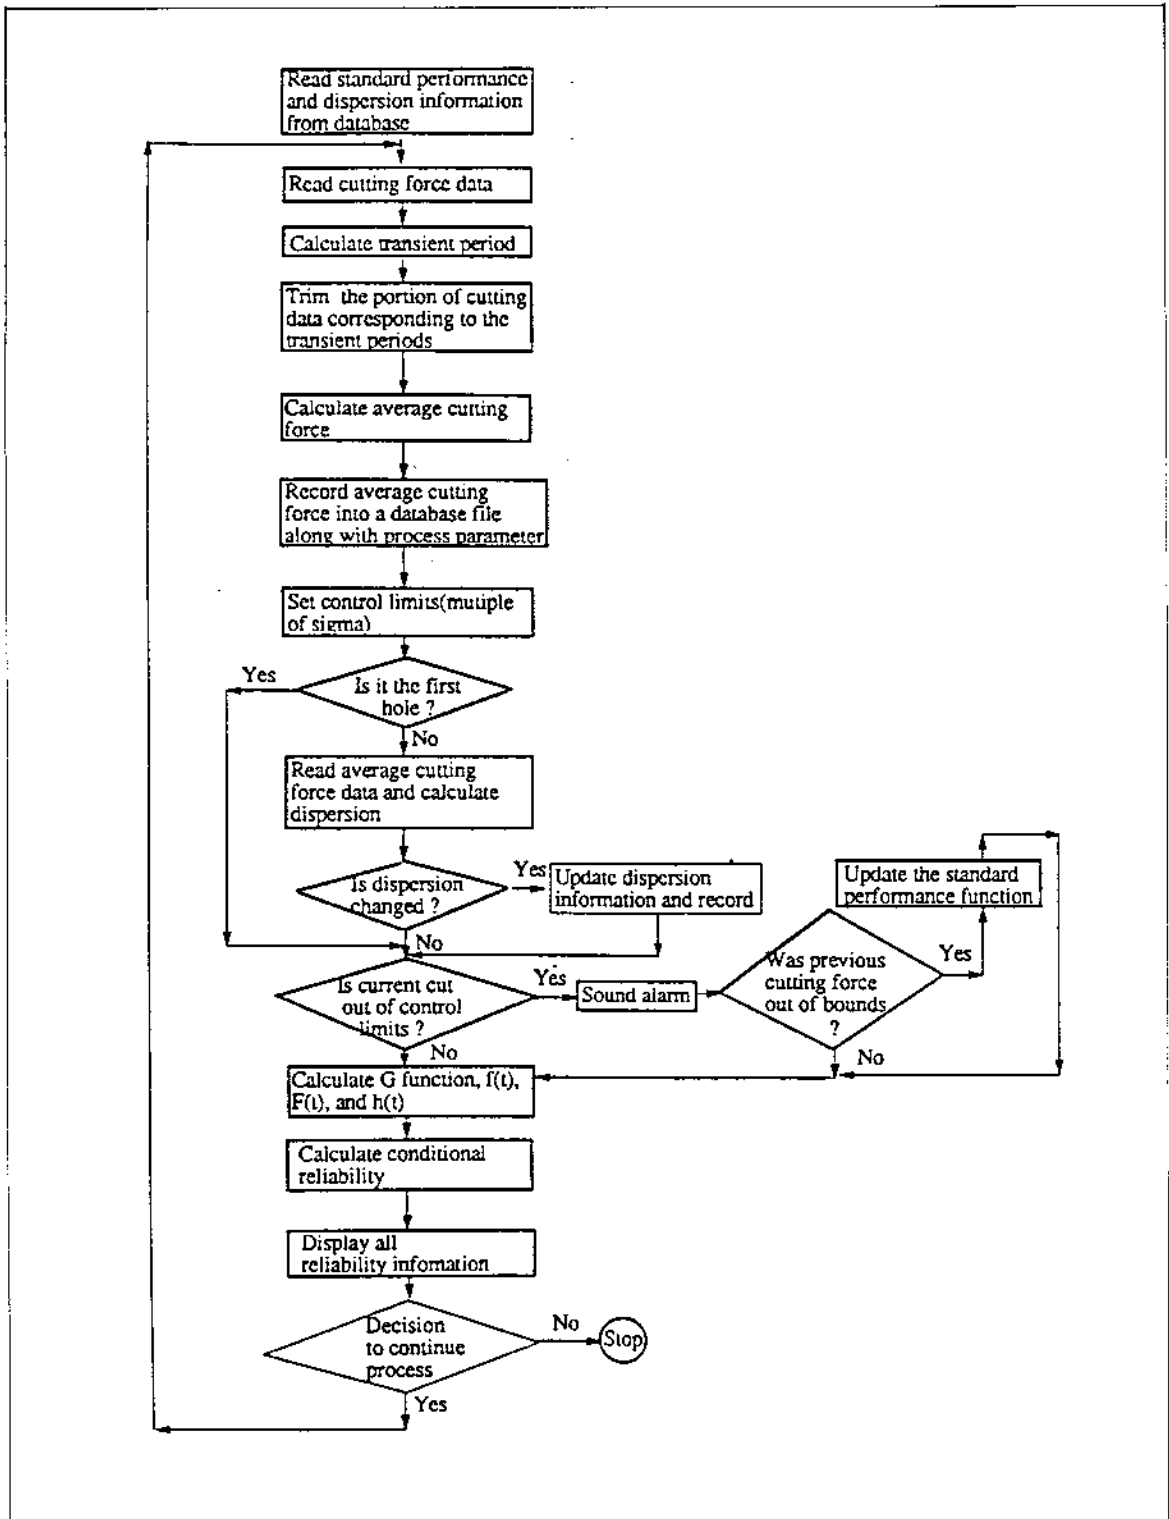 Read standard performance
and dispersion information
from database
Read cutting force data
Calculate transient period
Trim the portion of cutting
data corresponding to the
transient periods
Calculate average cutting
force
Record average cutting
force into a database file
along with process parameter
Set control limits(mutiple
of sigma)
Yes
Is it the first
hole ?
No
Read average cutting
force data and calculate
dispersion
Is dispersion
changed ?
Yes
Update dispersion
information and record
No
Update the standard
performance function
Is current cut
out of control
limits ?
Yes
Sound alarm
Was previous
cutting force
out of bounds
?
Yes
No
No
Calculate G function, f(t),
F(t), and h(t)
Calculate conditional
reliability
Display all
reliability infomation
Decision
to continue
process
No
Stop
Yes